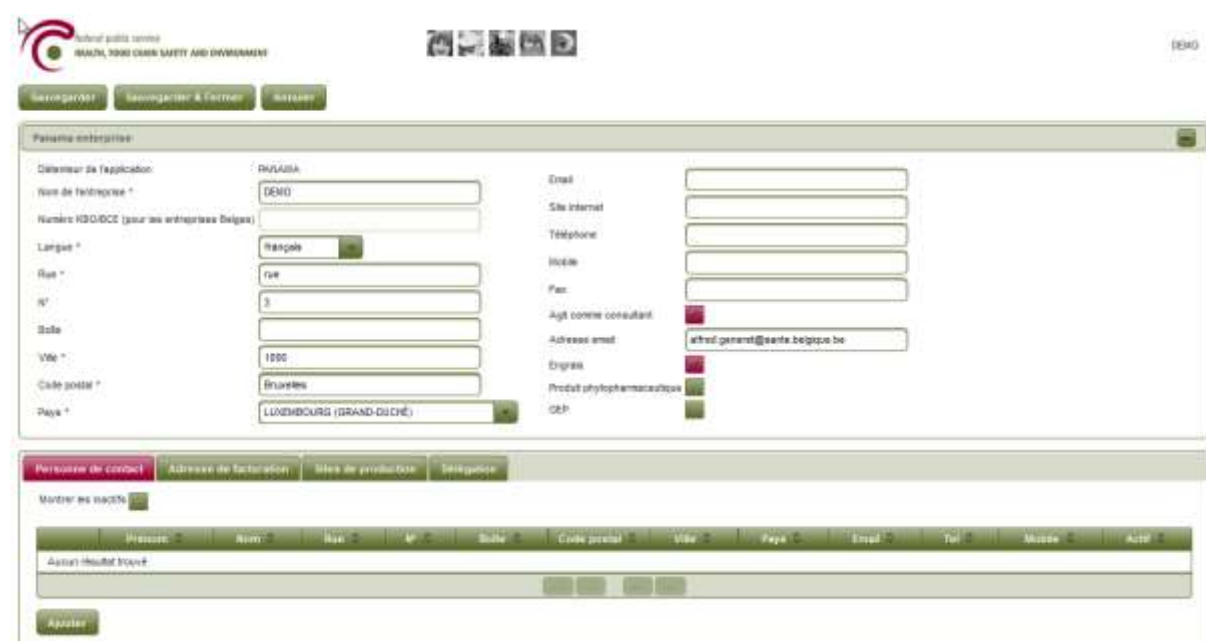 federal public service
HEALTH, FOOD CHAIN SAFETY AND ENVIRONMENT
DEMO
Sauvegarder Sauvegarder & Fermer Annuler
Panama enterprise
Détenteur de l'application PANAMA
Nom de l'entreprise * DEMO
Numéro KBO/BCE (pour les entreprises Belges)
Langue * français
Rue * rue
N° 3
Boîte
Ville * 1000
Code postal * Bruxelles
Pays * LUXEMBOURG (GRAND-DUCHÉ)
Email
Site internet
Téléphone
Mobile
Fax
Agit comme consultant
Adresse email alfred.generet@sante.belgique.be
Engrais
Produit phytopharmaceutique
GEP
Personne de contact Adresse de facturation Sites de production Délégation
Montrer les inactifs
Prénom Nom Rue N° Boîte Code postal Ville Pays Email Tel Mobile Actif
Aucun résultat trouvé
Ajouter